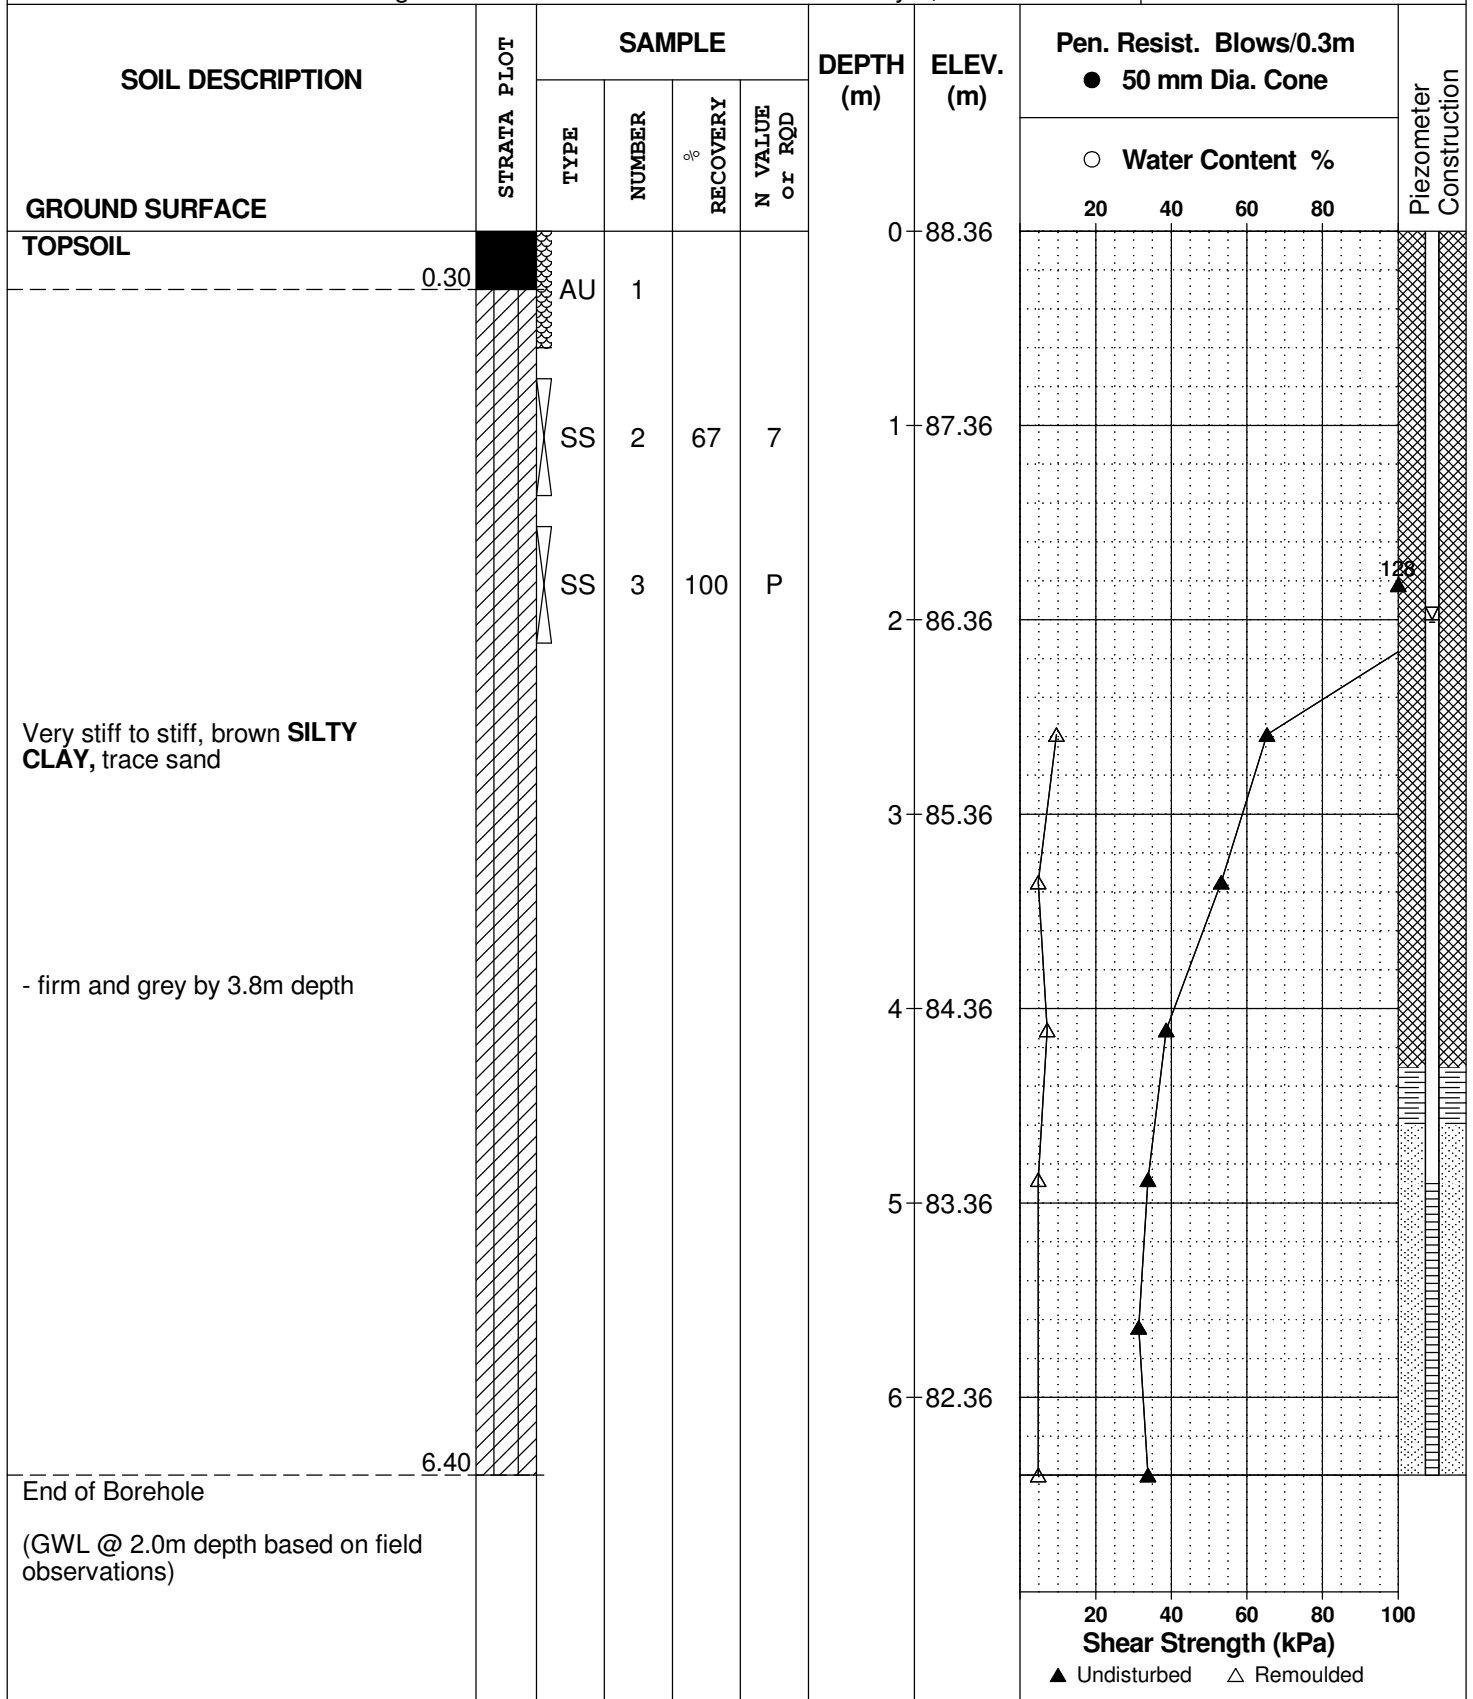 SOIL DESCRIPTION
GROUND SURFACE
STRATA PLOT
SAMPLE
TYPE
NUMBER
% RECOVERY
N VALUE or RQD
DEPTH (m)
ELEV. (m)
Pen. Resist. Blows/0.3m
● 50 mm Dia. Cone
○ Water Content %
20 40 60 80
Piezometer Construction
TOPSOIL
0 88.36
0.30
AU 1
1 87.36
SS 2 67 7
128
SS 3 100 P
2 86.36
Very stiff to stiff, brown SILTY
CLAY, trace sand
3 85.36
- firm and grey by 3.8m depth
4 84.36
5 83.36
6 82.36
6.40
End of Borehole
(GWL @ 2.0m depth based on field
observations)
20 40 60 80 100
Shear Strength (kPa)
▲ Undisturbed △ Remoulded